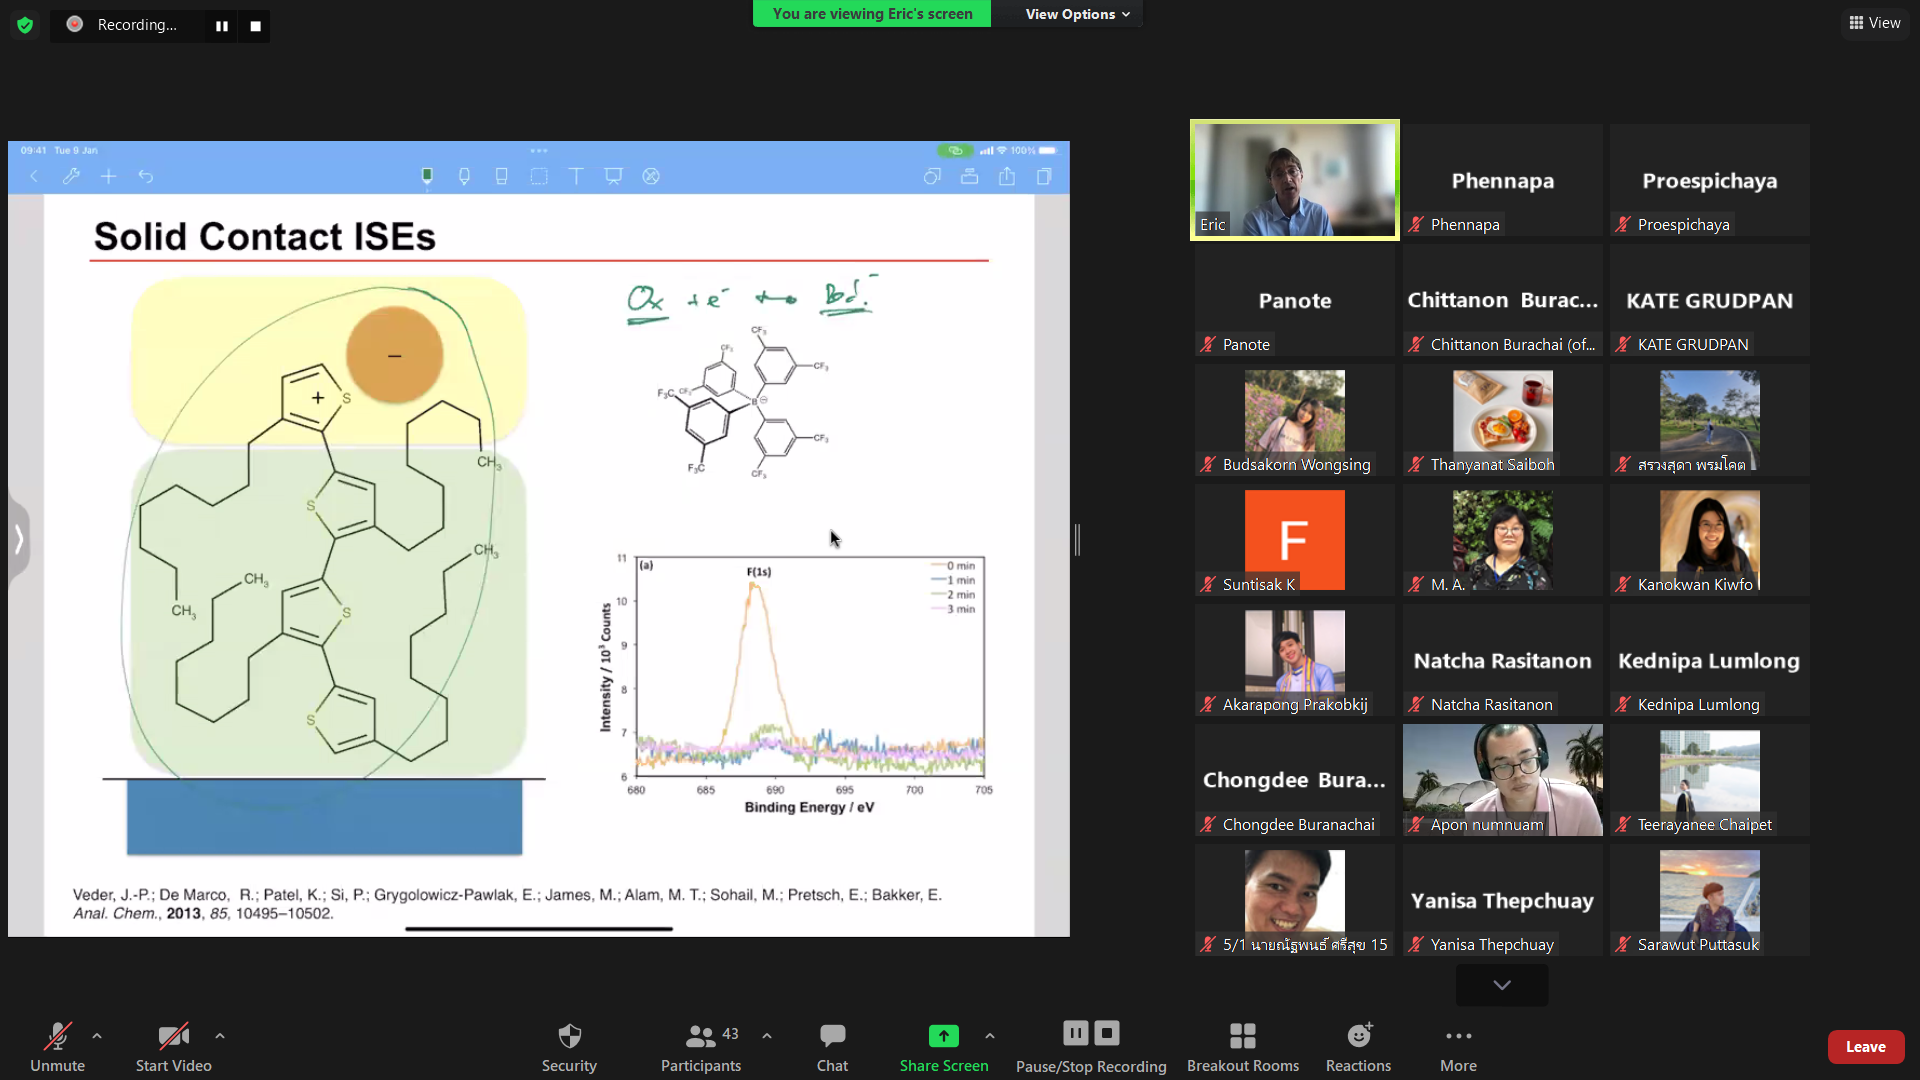 Recording...
You are viewing Eric's screen
View Options
View
09:41 Tue 9 Jan
100%
Solid Contact ISEs
Ox + e⁻ ↔ Red⁻
−
+
S
S
S
S
CH₃
CH₃
CH₃
CH₃
CF₃
CF₃
CF₃
F₃C
CF₃
B⊖
CF₃
F₃C
CF₃
(a)
F(1s)
0 min
1 min
2 min
3 min
11
10
9
8
7
6
Intensity / 10³ Counts
680 685 690 695 700 705
Binding Energy / eV
Veder, J.-P.; De Marco, R.; Patel, K.; Si, P.; Grygolowicz-Pawlak, E.; James, M.; Alam, M. T.; Sohail, M.; Pretsch, E.; Bakker, E.
Anal. Chem., 2013, 85, 10495–10502.
Eric
Phennapa
Phennapa
Proespichaya
Proespichaya
Panote
Panote
Chittanon Burac...
Chittanon Burachai (of...
KATE GRUDPAN
KATE GRUDPAN
Budsakorn Wongsing
Thanyanat Saiboh
สรวงสุดา พรมโคต
F
Suntisak K
M. A.
Kanokwan Kiwfo
Akarapong Prakobkij
Natcha Rasitanon
Natcha Rasitanon
Kednipa Lumlong
Kednipa Lumlong
Chongdee Bura...
Chongdee Buranachai
Apon numnuam
Teerayanee Chaipet
5/1 นายณัฐพนธ์ ศรีสุข 15
Yanisa Thepchuay
Yanisa Thepchuay
Sarawut Puttasuk
Unmute
Start Video
Security
43
Participants
Chat
Share Screen
Pause/Stop Recording
Breakout Rooms
Reactions
More
Leave